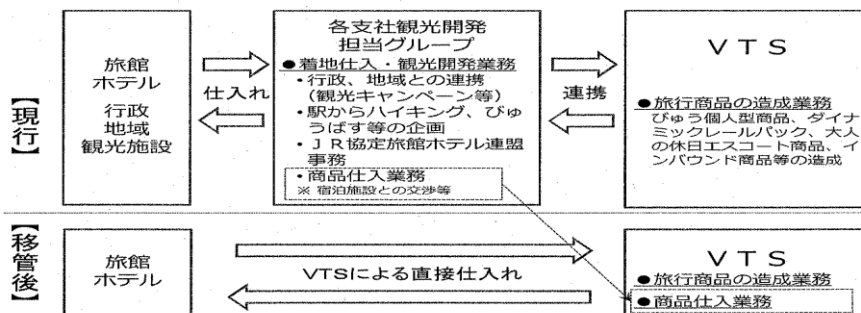 【現行】
旅館
ホテル
行政
地域
観光施設
仕入れ
各支社観光開発
担当グループ
●着地仕入・観光開発業務
・行政、地域との連携
(観光キャンペーン等)
・駅からハイキング、びゅ
うばす等の企画
・JR協定旅館ホテル連盟
事務
・商品仕入業務
※ 宿泊施設との交渉等
連携
VTS
●旅行商品の造成業務
びゅう個人型商品、ダイナ
ミックレールパック、大人
の休日エスコート商品、イ
ンバウンド商品等の造成
【移管後】
旅館
ホテル
VTSによる直接仕入れ
VTS
●旅行商品の造成業務
●商品仕入業務